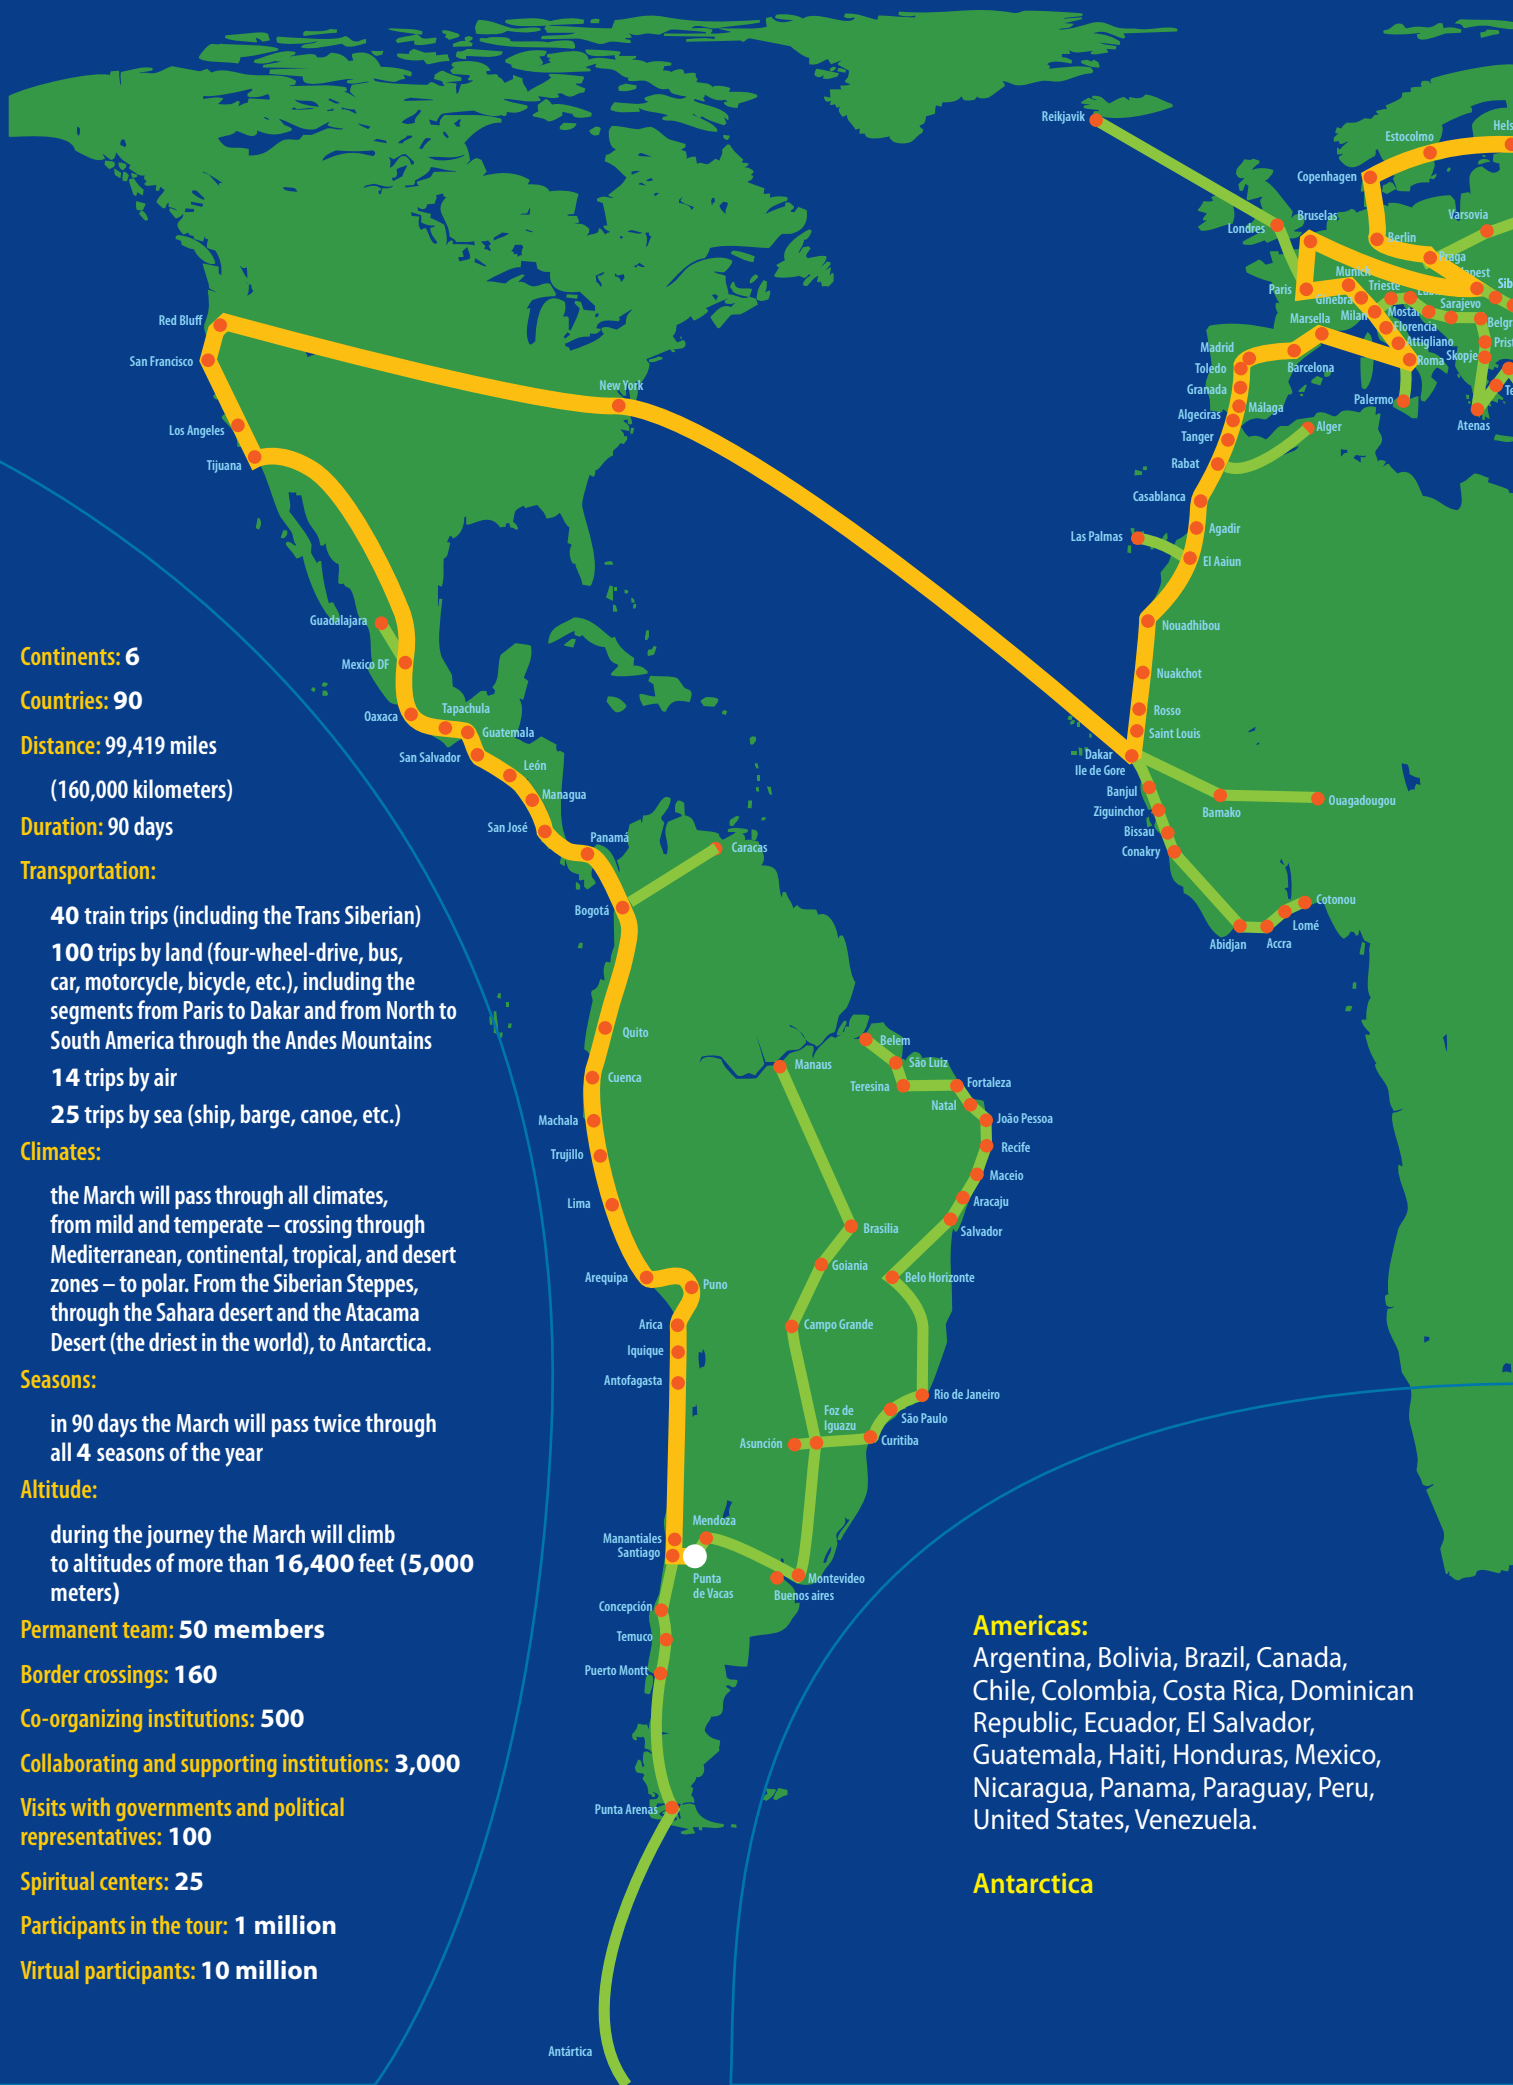 Reikjavik
Estocolmo
Copenhagen
Londres
Bruselas
Varsovia
Berlin
Praga
Munich
Paris
Ginebra
Trieste
Sarajevo
Milan
Mostar
Marsella
Florencia
Attigliano
Roma
Skopje
Madrid
Toledo
Barcelona
Granada
Málaga
Palermo
Algeciras
Alger
Atenas
Tanger
Rabat
Casablanca
Las Palmas
Agadir
El Aaiun
Nouadhibou
Nuakchot
Rosso
Saint Louis
Dakar
Ile de Gore
Banjul
Ziguinchor
Bissau
Conakry
Bamako
Ouagadougou
Cotonou
Lomé
Abidjan
Accra
Red Bluff
San Francisco
Los Angeles
Tijuana
New York
Guadalajara
Mexico DF
Oaxaca
Tapachula
Guatemala
San Salvador
León
Managua
San José
Panamá
Caracas
Bogotá
Quito
Cuenca
Machala
Trujillo
Lima
Arequipa
Puno
Arica
Iquique
Antofagasta
Manaus
Belem
São Luiz
Teresina
Fortaleza
Natal
João Pessoa
Recife
Maceio
Aracaju
Salvador
Brasilia
Goiania
Belo Horizonte
Campo Grande
Rio de Janeiro
São Paulo
Foz de
Iguazu
Asunción
Curitiba
Mendoza
Manantiales
Santiago
Punta
de Vacas
Montevideo
Buenos aires
Concepción
Temuco
Puerto Montt
Punta Arenas
Antártica
Continents: 6
Countries: 90
Distance: 99,419 miles
(160,000 kilometers)
Duration: 90 days
Transportation:
40 train trips (including the Trans Siberian)
100 trips by land (four-wheel-drive, bus,
car, motorcycle, bicycle, etc.), including the
segments from Paris to Dakar and from North to
South America through the Andes Mountains
14 trips by air
25 trips by sea (ship, barge, canoe, etc.)
Climates:
the March will pass through all climates,
from mild and temperate – crossing through
Mediterranean, continental, tropical, and desert
zones – to polar. From the Siberian Steppes,
through the Sahara desert and the Atacama
Desert (the driest in the world), to Antarctica.
Seasons:
in 90 days the March will pass twice through
all 4 seasons of the year
Altitude:
during the journey the March will climb
to altitudes of more than 16,400 feet (5,000
meters)
Permanent team: 50 members
Border crossings: 160
Co-organizing institutions: 500
Collaborating and supporting institutions: 3,000
Visits with governments and political
representatives: 100
Spiritual centers: 25
Participants in the tour: 1 million
Virtual participants: 10 million
Americas:
Argentina, Bolivia, Brazil, Canada,
Chile, Colombia, Costa Rica, Dominican
Republic, Ecuador, El Salvador,
Guatemala, Haiti, Honduras, Mexico,
Nicaragua, Panama, Paraguay, Peru,
United States, Venezuela.
Antarctica